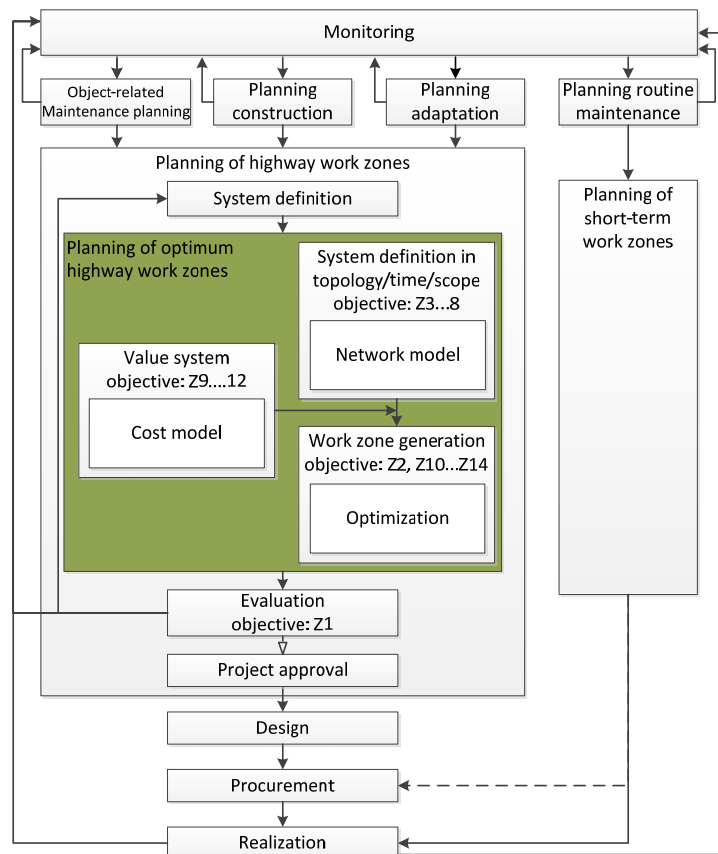 Monitoring
Object-related
Maintenance planning
Planning
construction
Planning
adaptation
Planning routine
maintenance
Planning of highway work zones
System definition
Planning of
short-term
work zones
Planning of optimum
highway work zones
System definition in
topology/time/scope
objective: Z3...8
Network model
Value system
objective: Z9....12
Cost model
Work zone generation
objective: Z2, Z10...Z14
Optimization
Evaluation
objective: Z1
Project approval
Design
Procurement
Realization